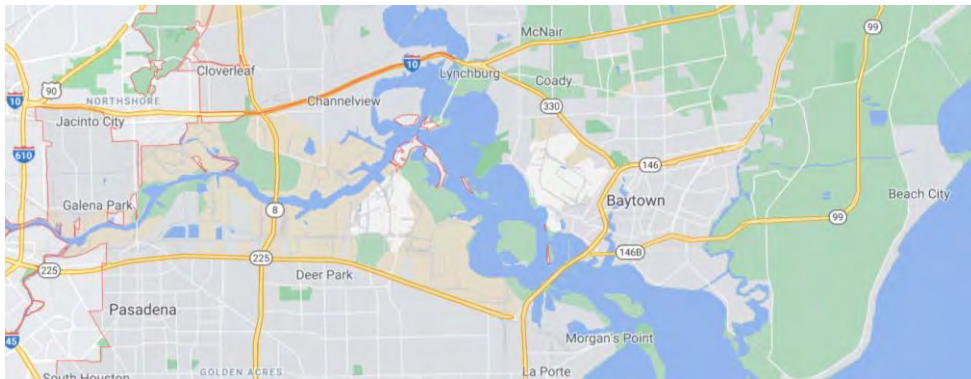 99
McNair
10
Cloverleaf
Lynchburg
Coady
90
10
NORTHSHORE
Channelview
330
Jacinto City
610
146
Galena Park
8
Baytown
Beach City
99
146B
225
225
Deer Park
Pasadena
45
Morgan's Point
South Houston
GOLDEN ACRES
La Porte